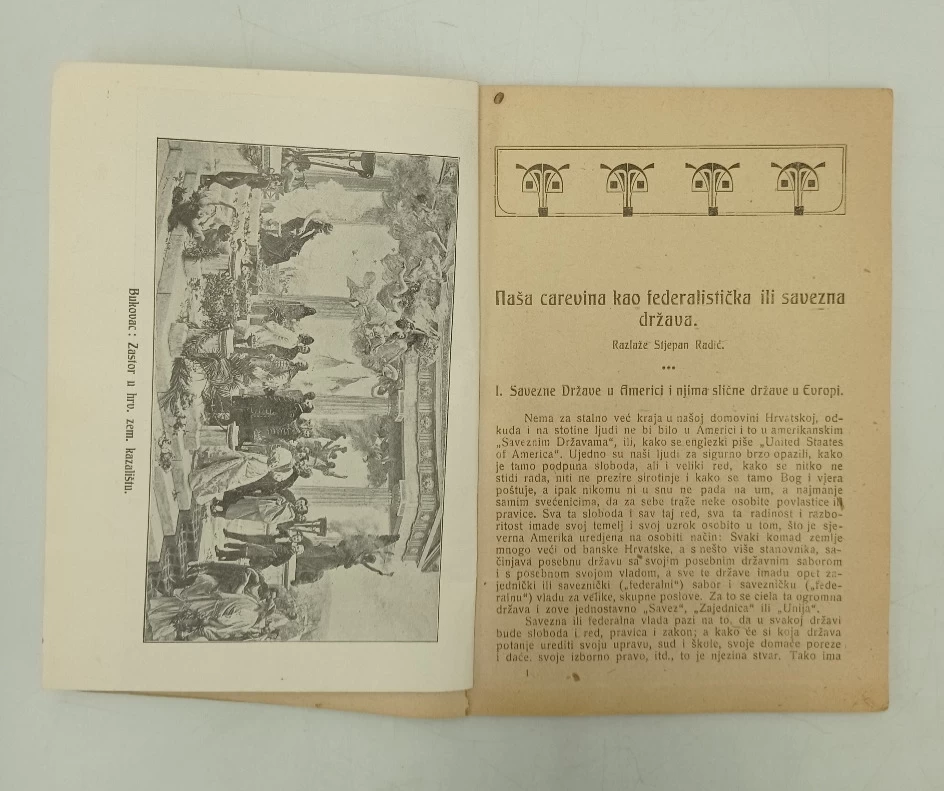 Bukovac: Zastor u hrv. zem. kazalištu.
Naša carevina kao federalistička ili savezna
država.
Razlaže Stjepan Radić.
I. Savezne Države u Americi i njima slične države u Evropi.
Nema za stalno već kraja u našoj domovini Hrvatskoj, od-
kuda i na stotine ljudi ne bi bilo u Americi i to u amerikanskim
„Saveznim Državama“, ili, kako se englezki piše „United Staates
of America“. Ujedno su naši ljudi za sigurno brzo opazili, kako
je tamo podpuna sloboda, ali i veliki red, kako se nitko ne
stidi rada, niti ne prezire sirotinje i kako se tamo Bog i vjera
poštuje, a ipak nikomu ni u snu ne pada na um, a najmanje
samim svećenicima, da za sebe traže neke osobite povlastice ili
pravice. Sva ta sloboda i sav taj red, sva ta radinost i razbo-
ritost imade svoj temelj i svoj uzrok osobito u tom, što je sje-
verna Amerika uredjena na osobiti način: Svaki komad zemlje
mnogo veći od banske Hrvatske, a s nešto više stanovnika, sa-
činjava posebnu državu sa svojim posebnim državnim saborom
i s posebnom svojom vladom, a sve te države imadu opet za-
jednički ili saveznički („federalni“) sabor i savezničku („fede-
ralnu“) vladu za velike, skupne poslove. Za to se ciela ta ogromna
država i zove jednostavno „Savez“, „Zajednica“ ili „Unija“.
Savezna ili federalna vlada pazi na to, da u svakoj državi
bude sloboda i red, pravica i zakon; a kako će si koja država
potanje urediti svoju upravu, sud i škole, svoje domaće poreze
i daće, svoje izborno pravo, itd., to je njezina stvar. Tako ima
1